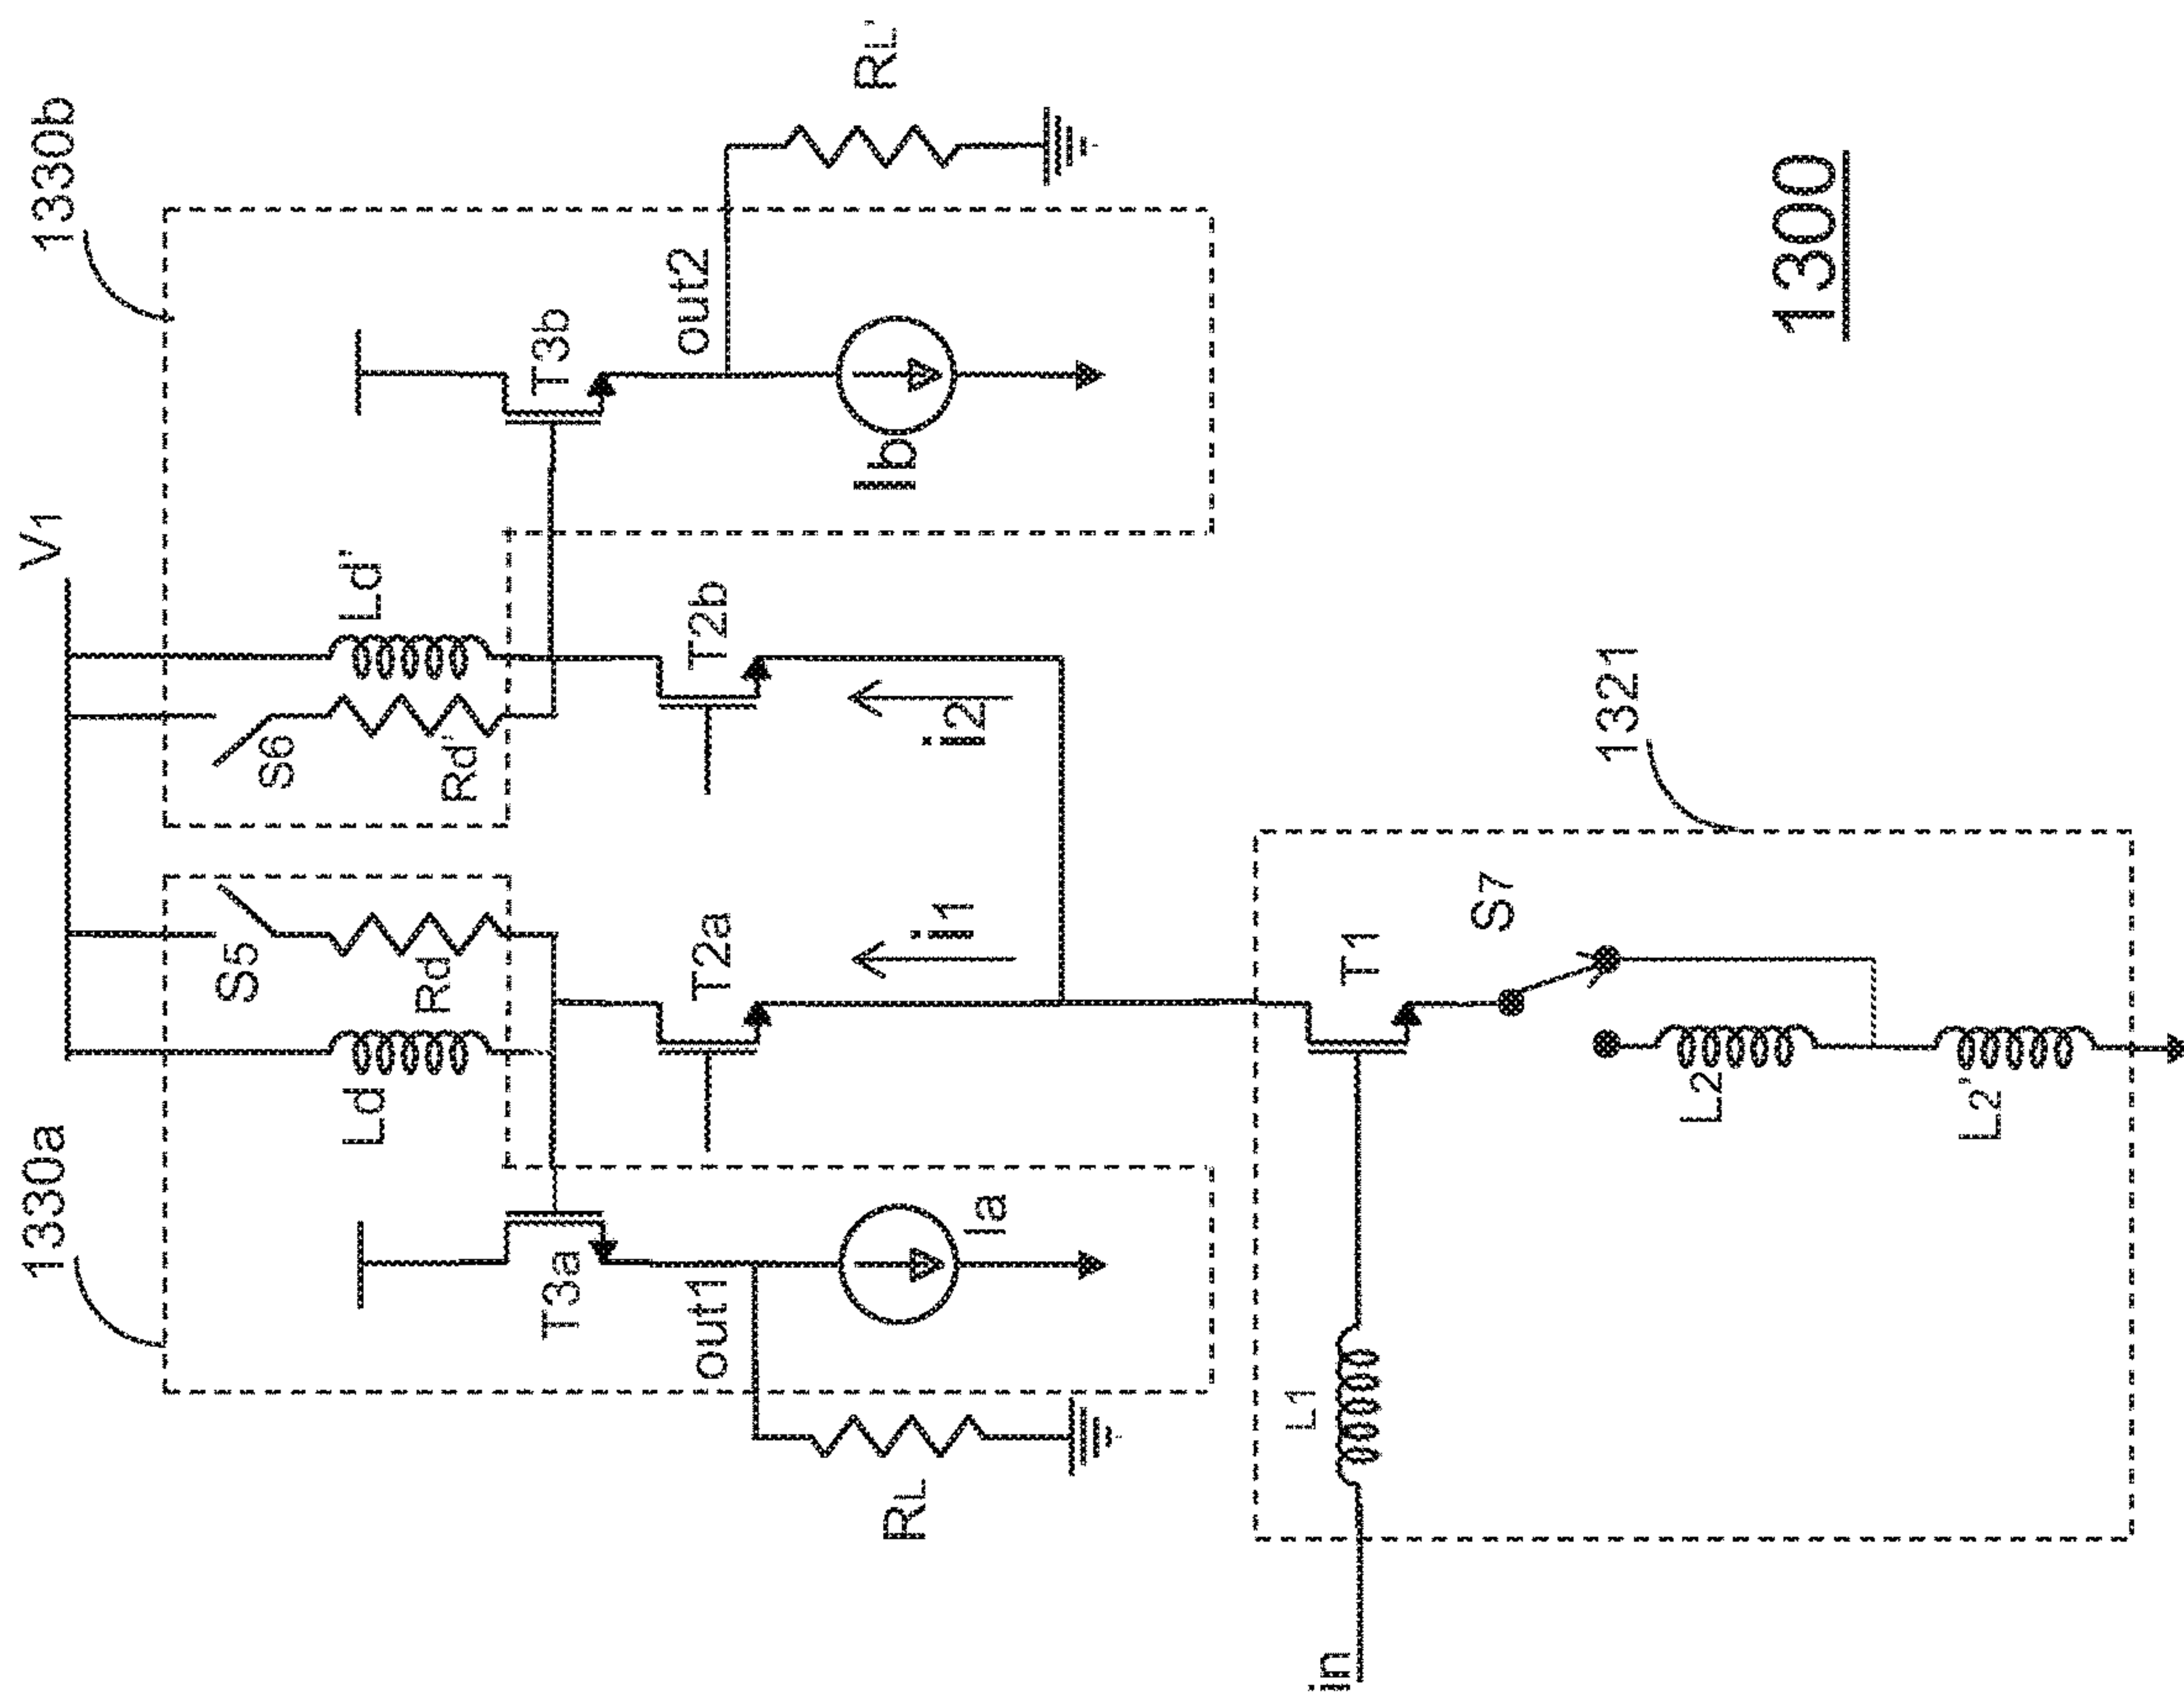 1330a
1330b
V1
Ld
S5
Rd
S6
Rd'
Ld'
T3a
T2a
T2b
T3b
out1
out2
i1
i2
Ia
Ib
RL
RL'
1321
in
L1
T1
S7
L2
L2'
1300